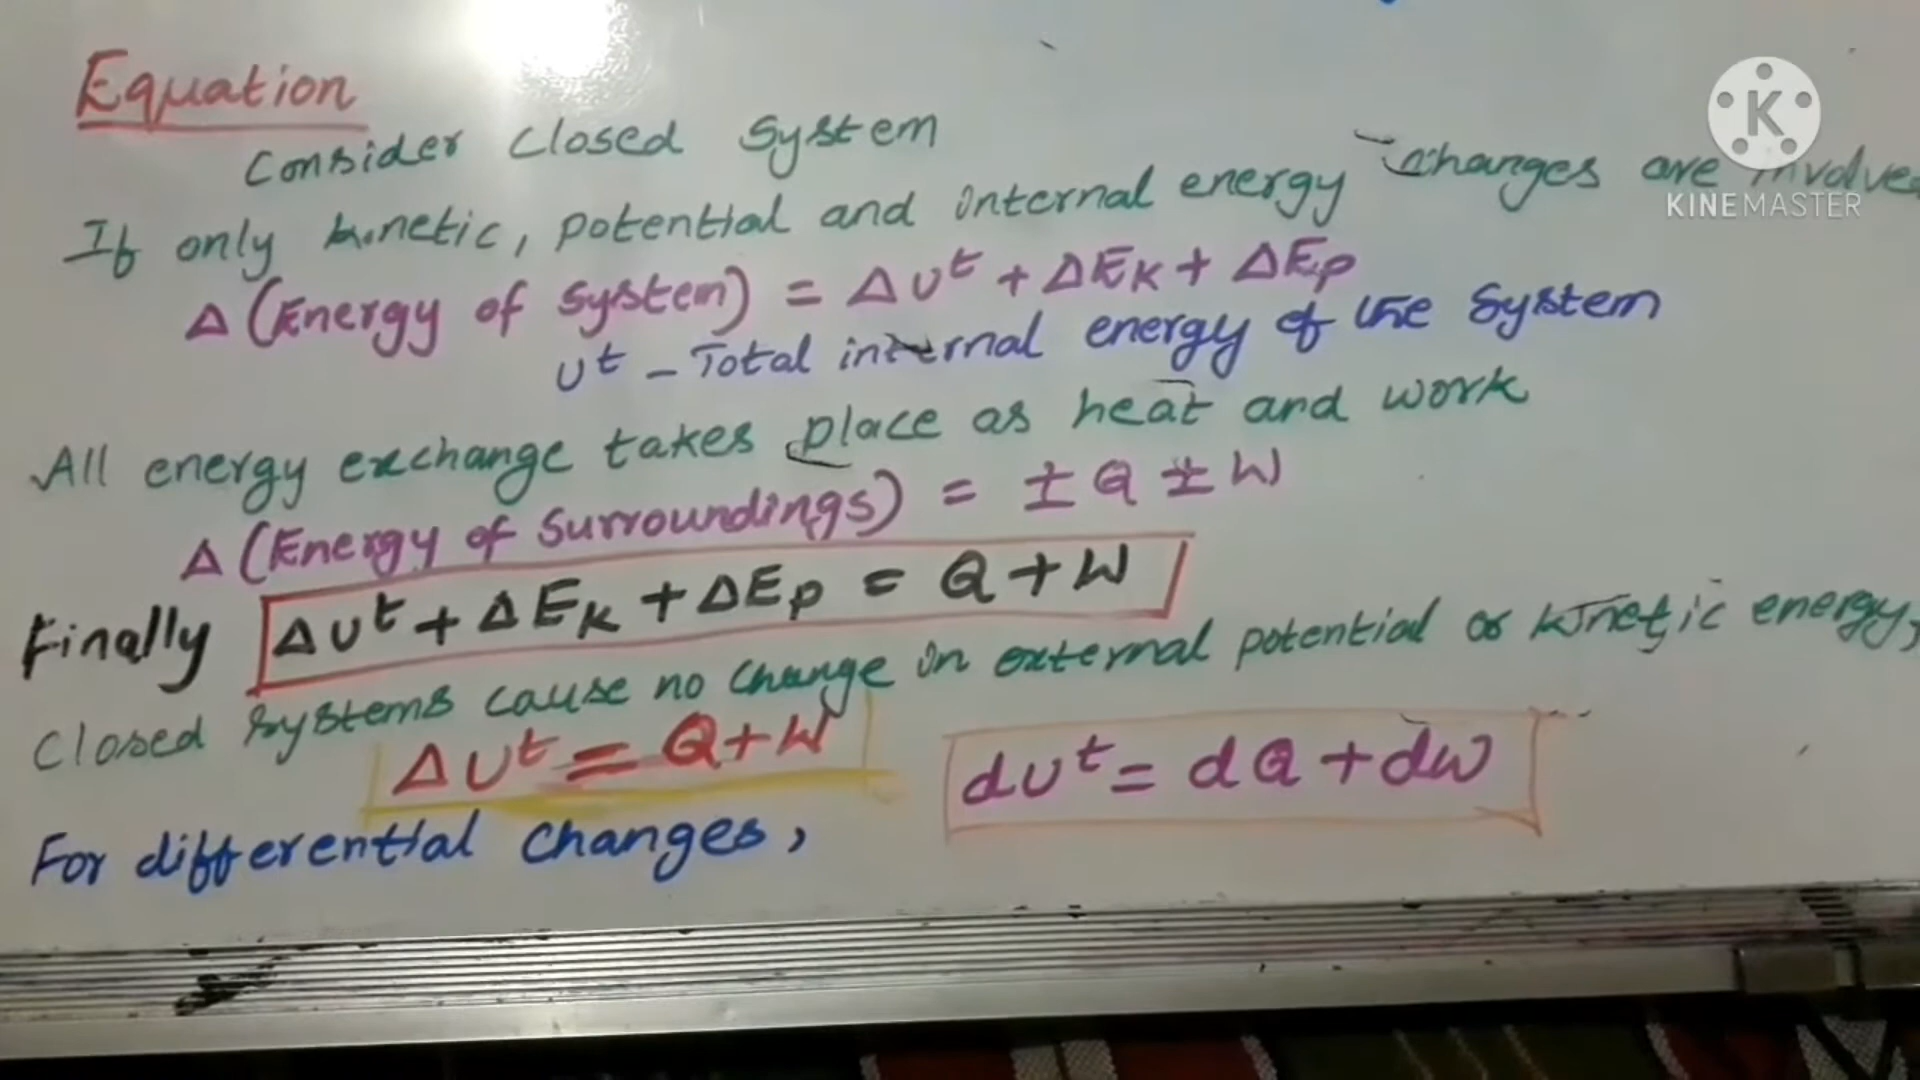 Equation
Consider Closed System
If only kinetic, potential and internal energy changes are involved
Δ (Energy of system) = ΔU^t + ΔE_K + ΔE_P
U^t – Total internal energy of the System
All energy exchange takes place as heat and work
Δ (Energy of surroundings) = ± Q ± W
Finally ΔU^t + ΔE_K + ΔE_P = Q + W
Closed systems cause no change in external potential or kinetic energy,
ΔU^t = Q + W
dU^t = dQ + dW
For differential changes,
K
KINEMASTER